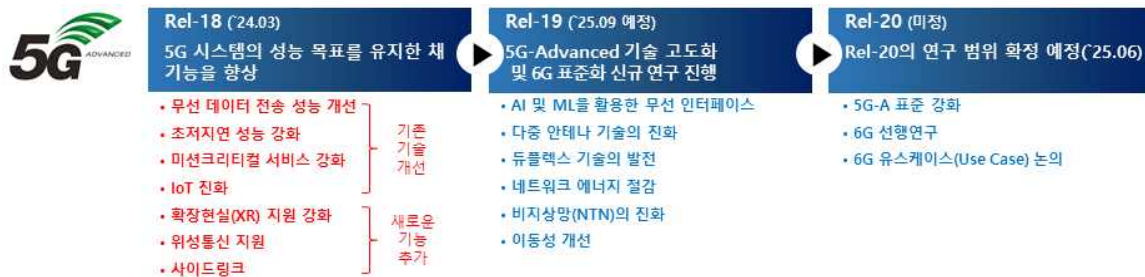 5G ADVANCED
Rel-18 (`24.03)
5G 시스템의 성능 목표를 유지한 채
기능을 향상
• 무선 데이터 전송 성능 개선
• 초저지연 성능 강화
• 미션크리티컬 서비스 강화
• IoT 진화
기존
기술
개선
• 확장현실(XR) 지원 강화
• 위성통신 지원
• 사이드링크
새로운
기능
추가
Rel-19 (`25.09 예정)
5G-Advanced 기술 고도화
및 6G 표준화 신규 연구 진행
• AI 및 ML을 활용한 무선 인터페이스
• 다중 안테나 기술의 진화
• 듀플렉스 기술의 발전
• 네트워크 에너지 절감
• 비지상망(NTN)의 진화
• 이동성 개선
Rel-20 (미정)
Rel-20의 연구 범위 확정 예정(`25.06)
• 5G-A 표준 강화
• 6G 선행연구
• 6G 유스케이스(Use Case) 논의